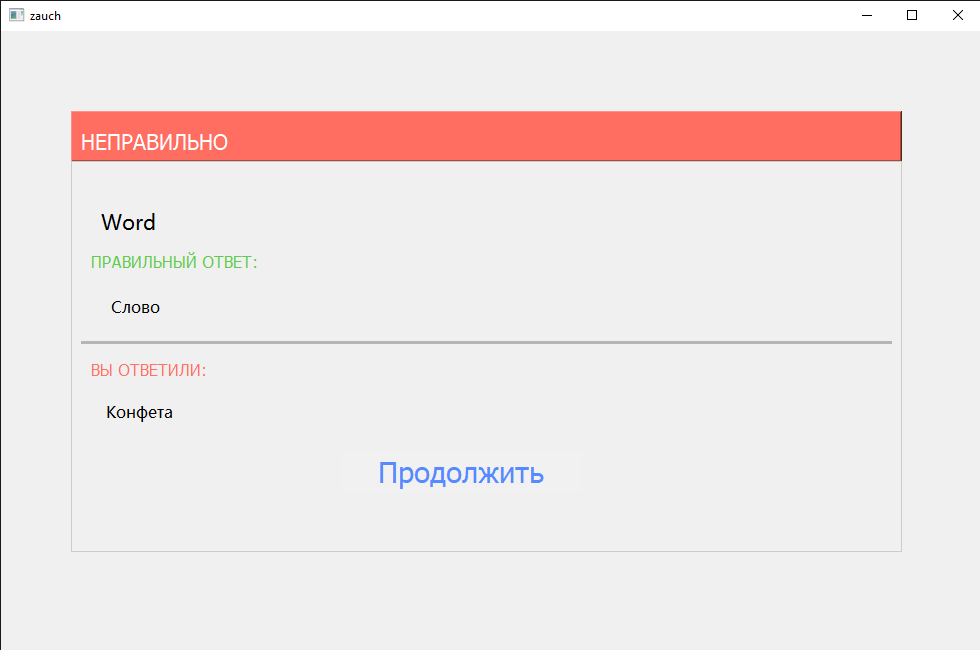 zauch
НЕПРАВИЛЬНО
Word
ПРАВИЛЬНЫЙ ОТВЕТ:
Слово
ВЫ ОТВЕТИЛИ:
Конфета
Продолжить